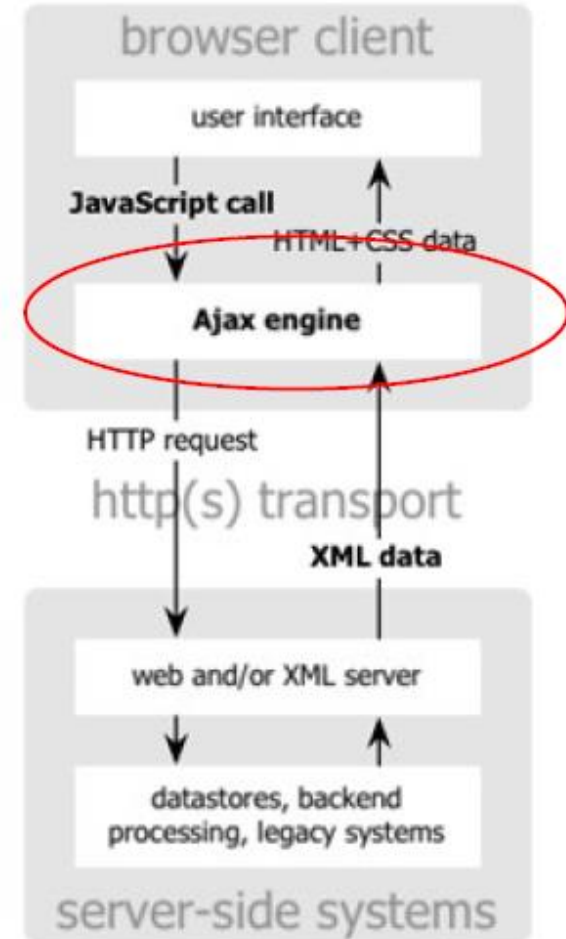 browser client
user interface
JavaScript call
HTML+CSS data
Ajax engine
HTTP request
http(s) transport
XML data
web and/or XML server
datastores, backend
processing, legacy systems
server-side systems